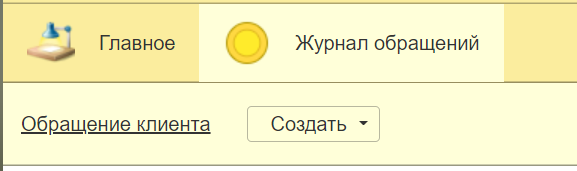 Главное
Журнал обращений
Обращение клиента
Создать